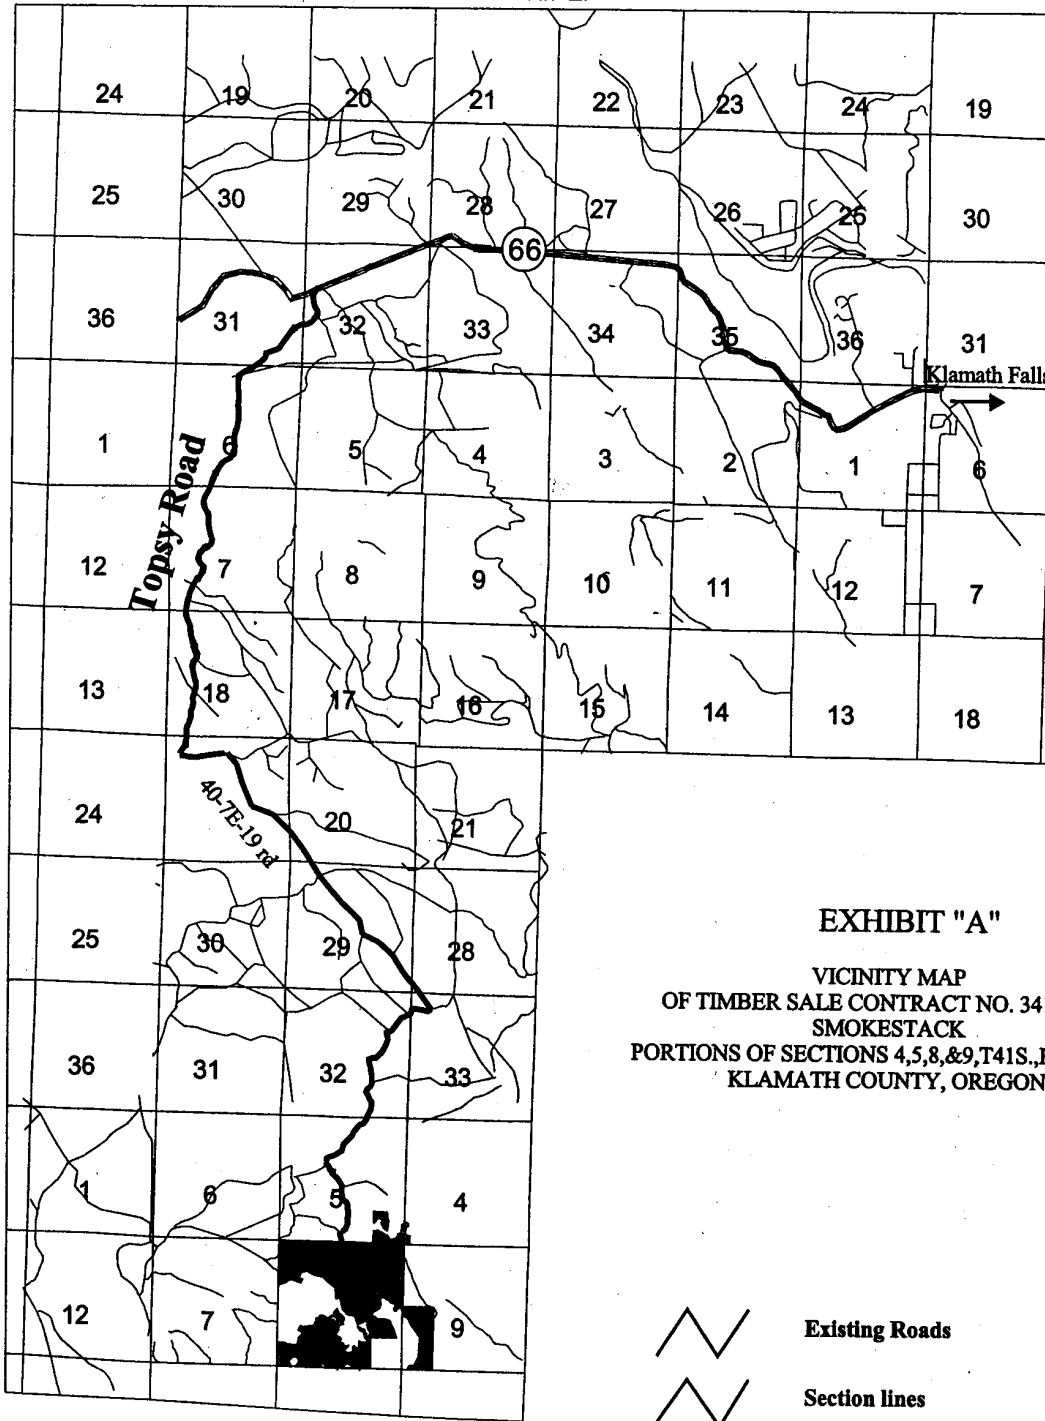 24 19 20 21 22 23 24 19
25 30 29 28 27 26 25 30
66
36 31 32 33 34 35 36 31
Klamath Falls
1 6 5 4 3 2 1 6
Topsy Road
12 7 8 9 10 11 12 7
13 18 17 16 15 14 13 18
24 20 21
40-7E-19 rd
25 30 29 28
36 31 32 33
1 6 5 4
12 7 9
EXHIBIT "A"
VICINITY MAP
OF TIMBER SALE CONTRACT NO. 34
SMOKESTACK
PORTIONS OF SECTIONS 4,5,8,&9,T41S.,
KLAMATH COUNTY, OREGON
Existing Roads
Section lines